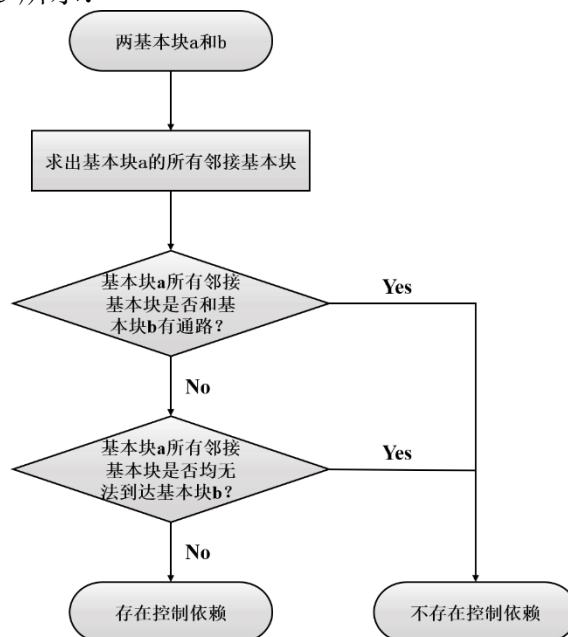 两基本块a和b
求出基本块a的所有邻接基本块
基本块a所有邻接
基本块是否和基
本块b有通路？
Yes
No
基本块a所有邻接
基本块是否均无
法到达基本块b？
Yes
No
存在控制依赖
不存在控制依赖